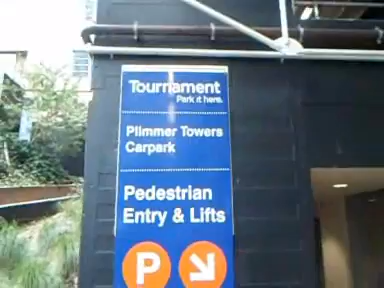 Tournament
Park it here.
Plimmer Towers
Carpark
Pedestrian
Entry & Lifts
P